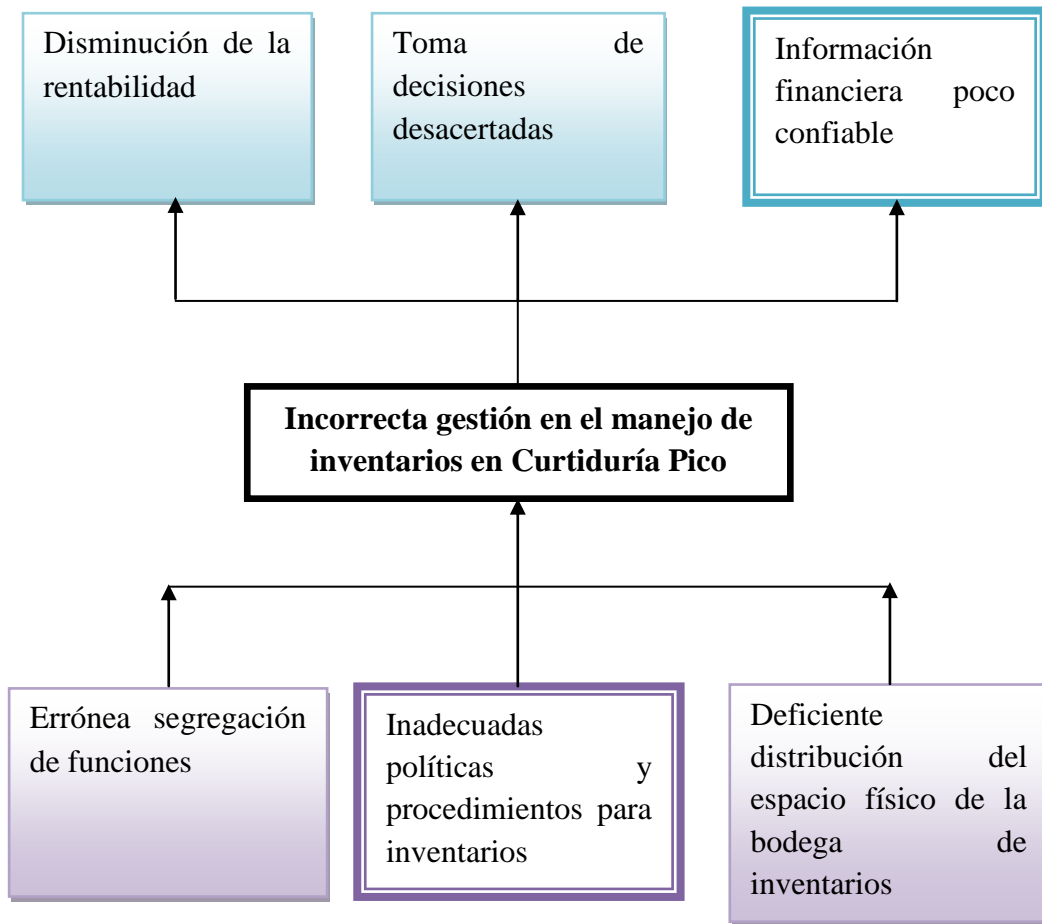 Disminución de la
rentabilidad
Toma de
decisiones
desacertadas
Información
financiera poco
confiable
Incorrecta gestión en el manejo de
inventarios en Curtiduría Pico
Errónea segregación
de funciones
Inadecuadas
políticas y
procedimientos para
inventarios
Deficiente
distribución del
espacio físico de la
bodega de
inventarios